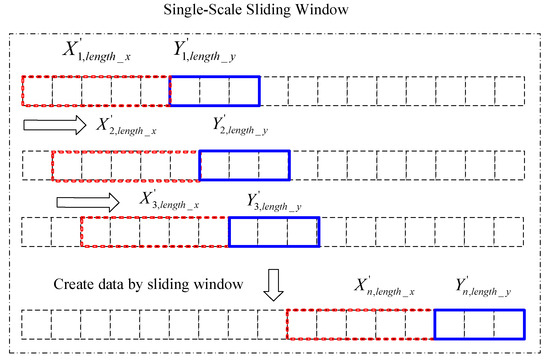 Single-Scale Sliding Window
X'1,length_x Y'1,length_y
X'2,length_x Y'2,length_y
X'3,length_x Y'3,length_y
Create data by sliding window
X'n,length_x Y'n,length_y